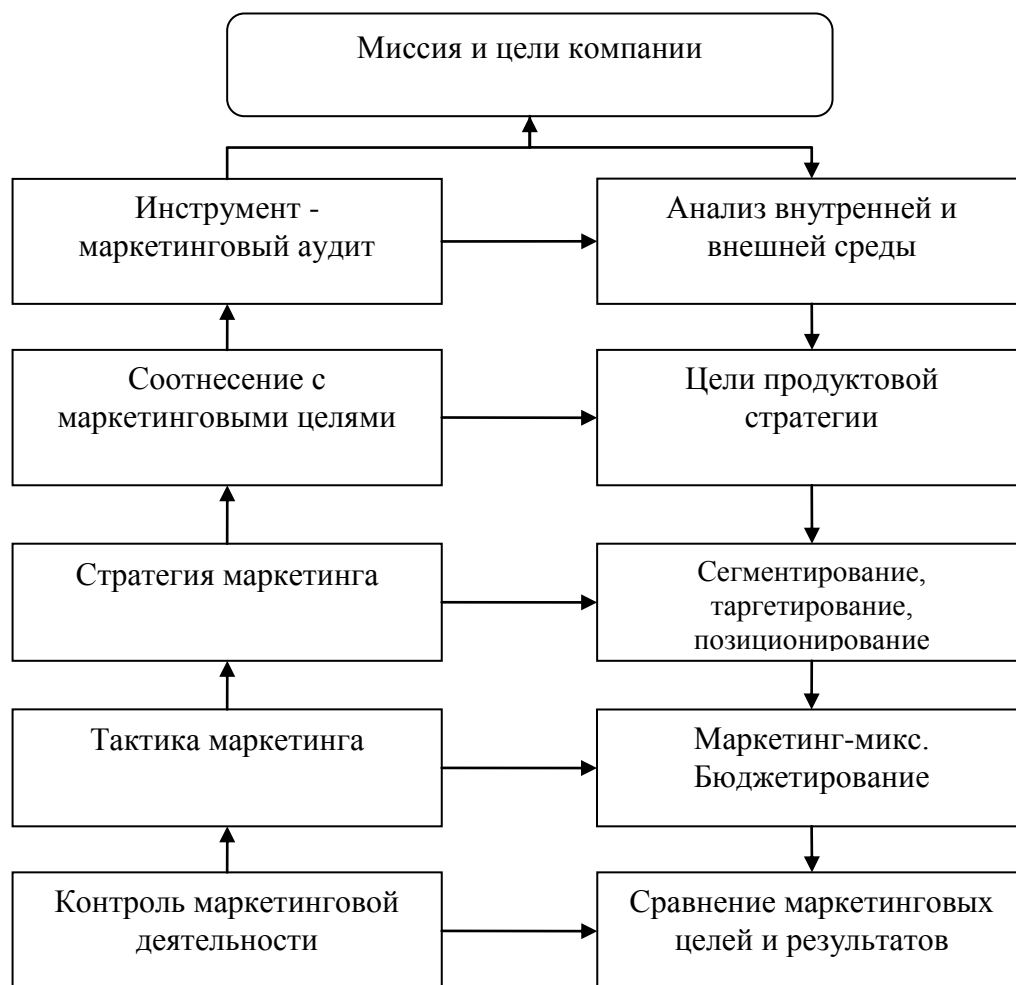 Миссия и цели компании
Инструмент -
маркетинговый аудит
Анализ внутренней и
внешней среды
Соотнесение с
маркетинговыми целями
Цели продуктовой
стратегии
Стратегия маркетинга
Сегментирование,
таргетирование,
позиционирование
Тактика маркетинга
Маркетинг-микс.
Бюджетирование
Контроль маркетинговой
деятельности
Сравнение маркетинговых
целей и результатов